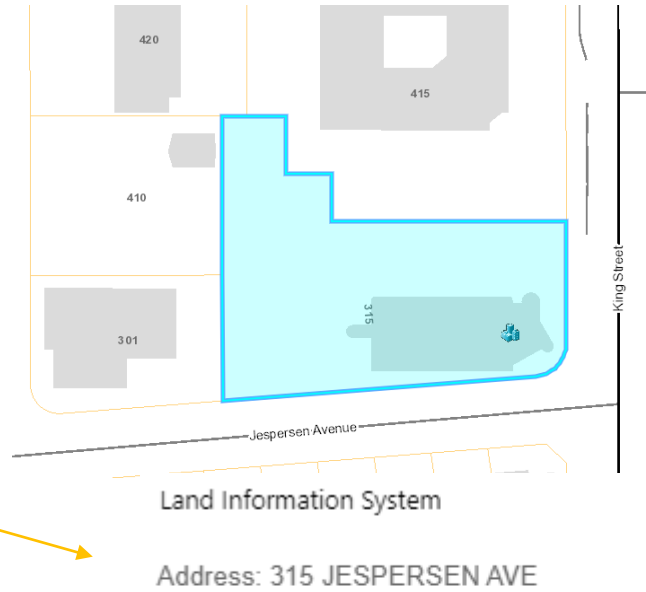 420
415
410
315
301
King Street
Jespersen Avenue
Land Information System
Address: 315 JESPERSEN AVE